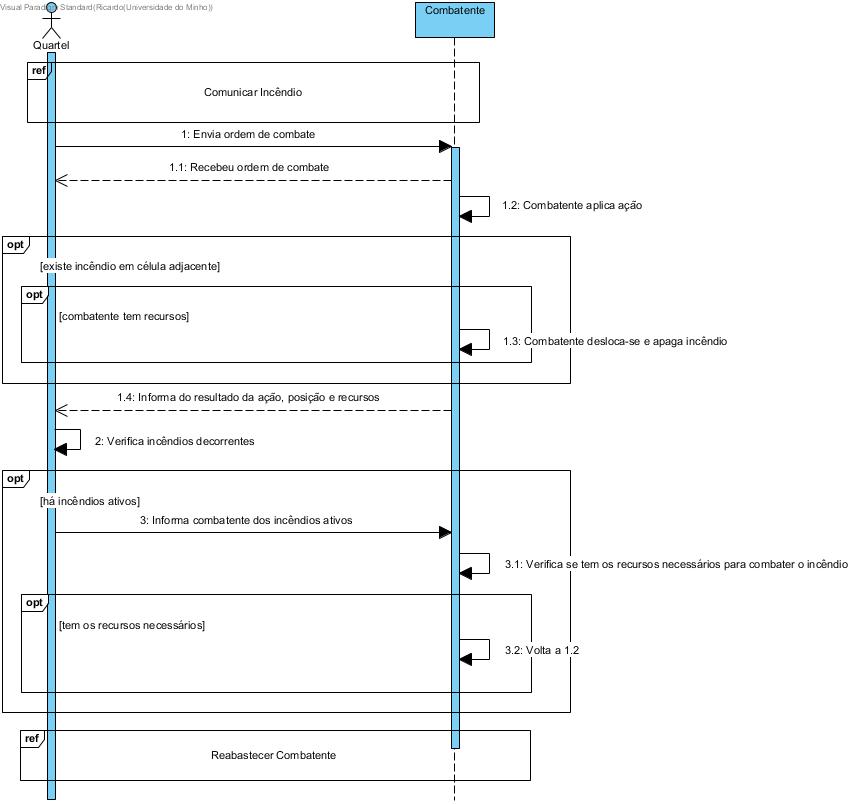 Visual Paradigm Standard(Ricardo(Universidade do Minho))
Combatente
Quartel
ref
Comunicar Incêndio
1: Envia ordem de combate
1.1: Recebeu ordem de combate
1.2: Combatente aplica ação
opt
[existe incêndio em célula adjacente]
opt
[combatente tem recursos]
1.3: Combatente desloca-se e apaga incêndio
1.4: Informa do resultado da ação, posição e recursos
2: Verifica incêndios decorrentes
opt
[há incêndios ativos]
3: Informa combatente dos incêndios ativos
3.1: Verifica se tem os recursos necessários para combater o incêndio
opt
[tem os recursos necessários]
3.2: Volta a 1.2
ref
Reabastecer Combatente